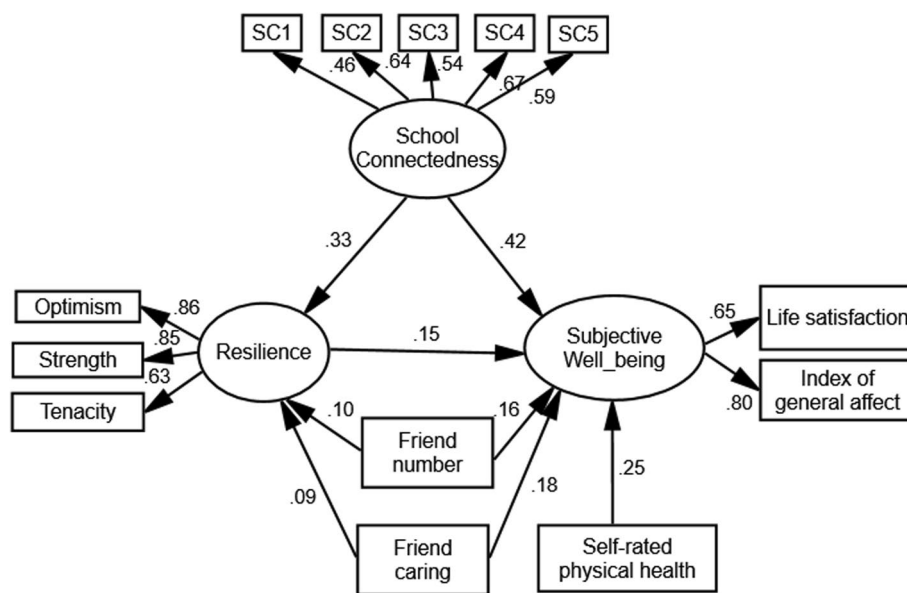 SC1 SC2 SC3 SC4 SC5
.46 .64 .54 .67 .59
School
Connectedness
.33 .42
Optimism
Strength
Tenacity
.86
.85
.63
Resilience
.15
Subjective
Well_being
.65
.80
Life satisfaction
Index of
general affect
.10
.16
Friend
number
.09
.18
Friend
caring
.25
Self-rated
physical health